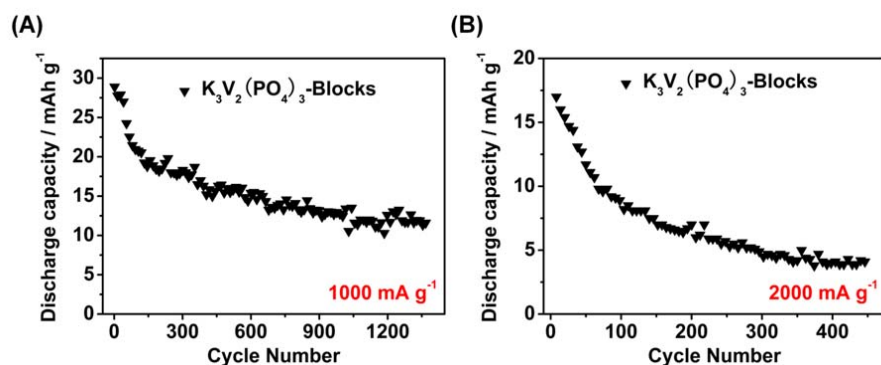 (A)
Discharge capacity / mAh g⁻¹
30
25
20
15
10
5
0
▼ K₃V₂(PO₄)₃-Blocks
1000 mA g⁻¹
0 300 600 900 1200
Cycle Number
(B)
Discharge capacity / mAh g⁻¹
20
15
10
5
0
▼ K₃V₂(PO₄)₃-Blocks
2000 mA g⁻¹
0 100 200 300 400
Cycle Number